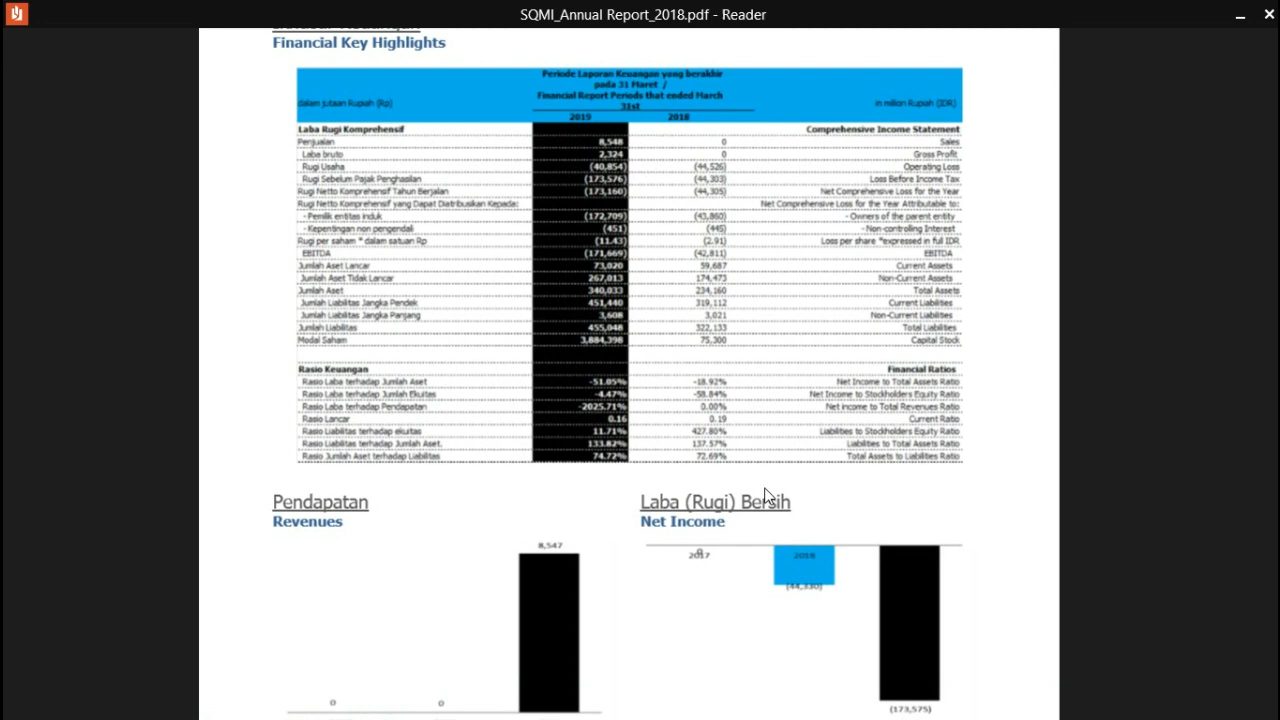 SQMI_Annual Report_2018.pdf - Reader
Financial Key Highlights
Periode Laporan Keuangan yang berakhir
pada 31 Maret /
Financial Report Periods that ended March
31st
dalam jutaan Rupiah (Rp) in milion Rupiah (IDR)
2019 2018
Laba Rugi Komprehensif Comprehensive Income Statement
Penjualan 8,548 0 Sales
Laba bruto 2,324 0 Gross Profit
Rugi Usaha (40,854) (44,526) Operating Loss
Rugi Sebelum Pajak Penghasilan (173,576) (44,303) Loss Before Income Tax
Rugi Netto Komprehensif Tahun Berjalan (173,160) (44,305) Net Comprehensive Loss for the Year
Rugi Netto Komprehensif yang Dapat Diatribusikan Kepada: Net Comprehensive Loss for the Year Attributable to:
- Pemilik entitas induk (172,709) (43,860) - Owners of the parent entity
- Kepentingan non pengendali (451) (445) - Non-controlling Interest
Rugi per saham * dalam satuan Rp (11.43) (2.91) Loss per share *expressed in full IDR
EBITDA (171,669) (42,811) EBITDA
Jumlah Aset Lancar 73,020 59,687 Current Assets
Jumlah Aset Tidak Lancar 267,013 174,473 Non-Current Assets
Jumlah Aset 340,033 234,160 Total Assets
Jumlah Liabilitas Jangka Pendek 451,440 319,112 Current Liabilities
Jumlah Liabilitas Jangka Panjang 3,608 3,021 Non-Current Liabilities
Jumlah Liabilitas 455,048 322,133 Total Liabilities
Modal Saham 3,884,398 75,300 Capital Stock
Rasio Keuangan Financial Ratios
Rasio Laba terhadap Jumlah Aset -51.05% -18.92% Net Income to Total Assets Ratio
Rasio Laba terhadap Jumlah Ekuitas -4.47% -58.84% Net Income to Stockholders Equity Ratio
Rasio Laba terhadap Pendapatan -2025.71% 0.00% Net income to Total Revenues Ratio
Rasio Lancar 0.16 0.19 Current Ratio
Rasio Liabilitas terhadap ekuitas 11.71% 427.80% Liabilities to Stockholders Equity Ratio
Rasio Liabilitas terhadap Jumlah Aset. 133.82% 137.57% Liabilities to Total Assets Ratio
Rasio Jumlah Aset terhadap Liabilitas 74.72% 72.69% Total Assets to Liabilities Ratio
Pendapatan
Revenues
8,547
0 0
Laba (Rugi) Bersih
Net Income
0
2017 2018
(44,330)
(173,575)